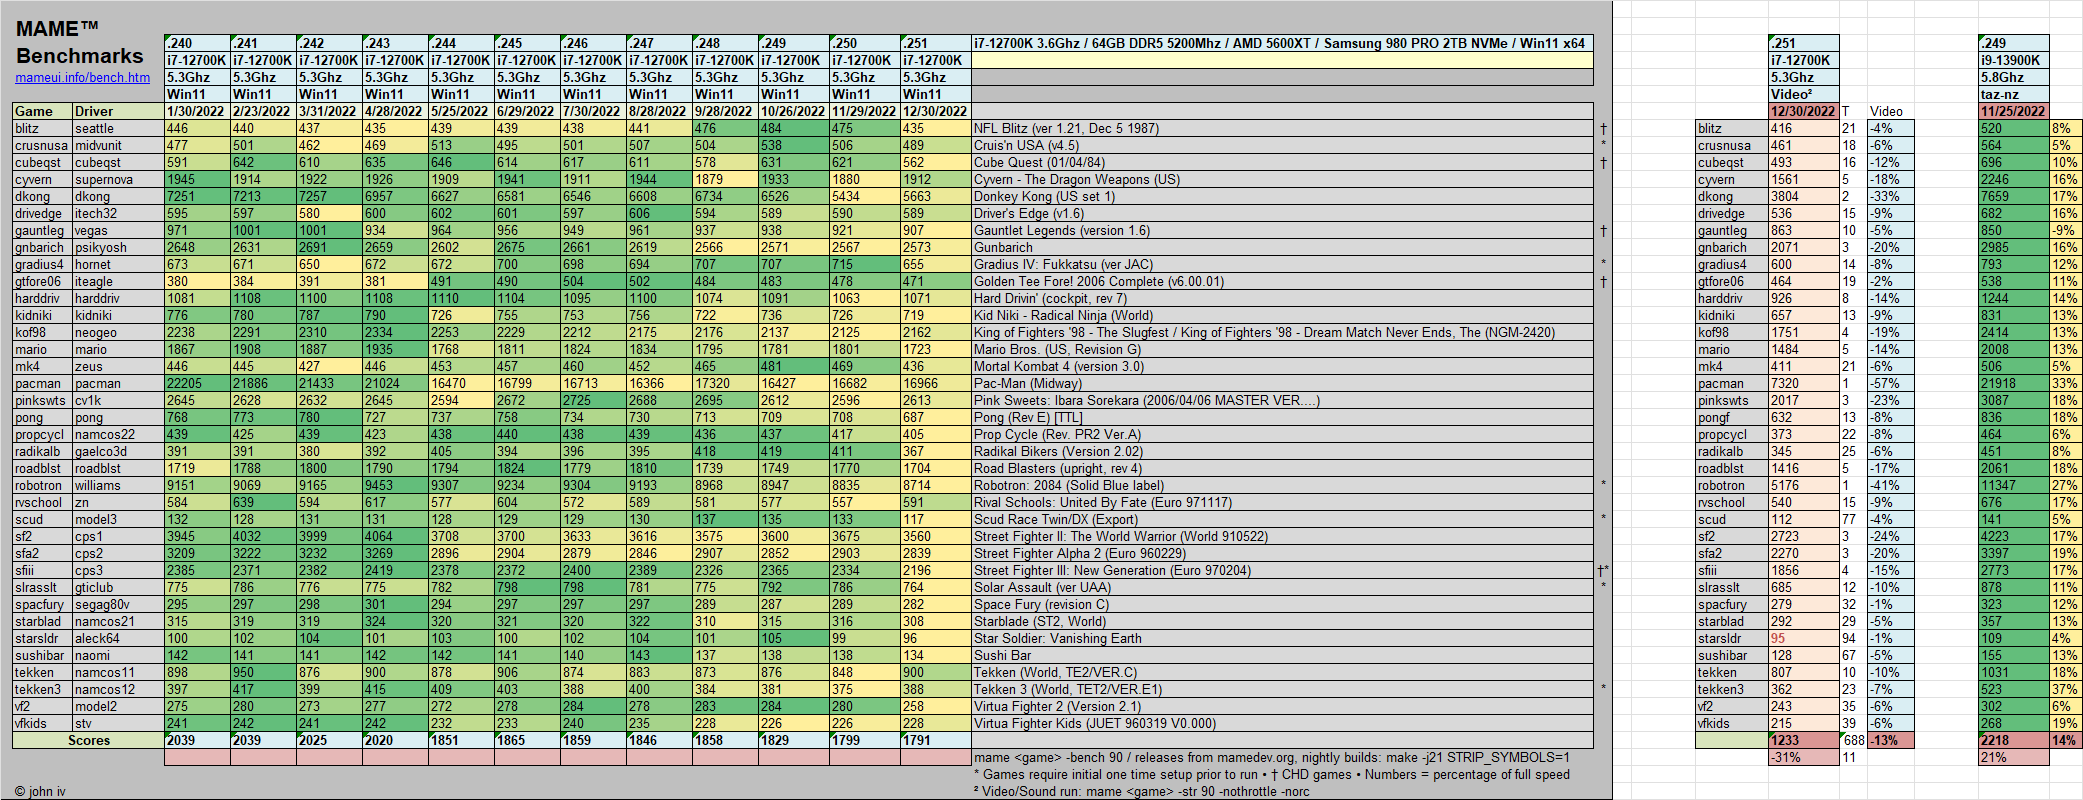 MAME™
Benchmarks
mameui.info/bench.htm
.240 .241 .242 .243 .244 .245 .246 .247 .248 .249 .250 .251 i7-12700K 3.6Ghz / 64GB DDR5 5200Mhz / AMD 5600XT / Samsung 980 PRO 2TB NVMe / Win11 x64 .251 .249
i7-12700K i7-12700K i7-12700K i7-12700K i7-12700K i7-12700K i7-12700K i7-12700K i7-12700K i7-12700K i7-12700K i7-12700K i7-12700K i9-13900K
5.3Ghz 5.3Ghz 5.3Ghz 5.3Ghz 5.3Ghz 5.3Ghz 5.3Ghz 5.3Ghz 5.3Ghz 5.3Ghz 5.3Ghz 5.3Ghz 5.3Ghz 5.8Ghz
Win11 Win11 Win11 Win11 Win11 Win11 Win11 Win11 Win11 Win11 Win11 Win11 Video² taz-nz
Game Driver 1/30/2022 2/23/2022 3/31/2022 4/28/2022 5/25/2022 6/29/2022 7/30/2022 8/28/2022 9/28/2022 10/26/2022 11/29/2022 12/30/2022 12/30/2022 T Video 11/25/2022
blitz seattle 446 440 437 435 439 439 438 441 476 484 475 435 NFL Blitz (ver 1.21, Dec 5 1987) † blitz 416 21 -4% 520 8%
crusnusa midvunit 477 501 462 469 513 495 501 507 504 538 506 489 Cruis'n USA (v4.5) * crusnusa 461 18 -6% 564 5%
cubeqst cubeqst 591 642 610 635 646 614 617 611 578 631 621 562 Cube Quest (01/04/84) † cubeqst 493 16 -12% 696 10%
cyvern supernova 1945 1914 1922 1926 1909 1941 1911 1944 1879 1933 1880 1912 Cyvern - The Dragon Weapons (US) cyvern 1561 5 -18% 2246 16%
dkong dkong 7251 7213 7257 6957 6627 6581 6546 6608 6734 6526 5434 5663 Donkey Kong (US set 1) dkong 3804 2 -33% 7659 17%
drivedge itech32 595 597 580 600 602 601 597 606 594 589 590 589 Driver's Edge (v1.6) drivedge 536 15 -9% 682 16%
gauntleg vegas 971 1001 1001 934 964 956 949 961 937 938 921 907 Gauntlet Legends (version 1.6) † gauntleg 863 10 -5% 850 -9%
gnbarich psikyosh 2648 2631 2691 2659 2602 2675 2661 2619 2566 2571 2567 2573 Gunbarich gnbarich 2071 3 -20% 2985 16%
gradius4 hornet 673 671 650 672 672 700 698 694 707 707 715 655 Gradius IV: Fukkatsu (ver JAC) * gradius4 600 14 -8% 793 12%
gtfore06 iteagle 380 384 391 381 491 490 504 502 484 483 478 471 Golden Tee Fore! 2006 Complete (v6.00.01) † gtfore06 464 19 -2% 538 11%
harddriv harddriv 1081 1108 1100 1108 1110 1104 1095 1100 1074 1091 1063 1071 Hard Drivin' (cockpit, rev 7) harddriv 926 8 -14% 1244 14%
kidniki kidniki 776 780 787 790 726 755 753 756 722 736 726 719 Kid Niki - Radical Ninja (World) kidniki 657 13 -9% 831 13%
kof98 neogeo 2238 2291 2310 2334 2253 2229 2212 2175 2176 2137 2125 2162 King of Fighters '98 - The Slugfest / King of Fighters '98 - Dream Match Never Ends, The (NGM-2420) kof98 1751 4 -19% 2414 13%
mario mario 1867 1908 1887 1935 1768 1811 1824 1834 1795 1781 1801 1723 Mario Bros. (US, Revision G) mario 1484 5 -14% 2008 13%
mk4 zeus 446 445 427 446 453 457 460 452 465 481 469 436 Mortal Kombat 4 (version 3.0) mk4 411 21 -6% 506 5%
pacman pacman 22205 21886 21433 21024 16470 16799 16713 16366 17320 16427 16682 16966 Pac-Man (Midway) pacman 7320 1 -57% 21918 33%
pinkswts cv1k 2645 2628 2632 2645 2594 2672 2725 2688 2695 2612 2596 2613 Pink Sweets: Ibara Sorekara (2006/04/06 MASTER VER....) pinkswts 2017 3 -23% 3087 18%
pong pong 768 773 780 727 737 758 734 730 713 709 708 687 Pong (Rev E) [TTL] pongf 632 13 -8% 836 18%
propcycl namcos22 439 425 439 423 438 440 438 439 436 437 417 405 Prop Cycle (Rev. PR2 Ver.A) propcycl 373 22 -8% 464 6%
radikalb gaelco3d 391 391 380 392 405 394 396 395 418 419 411 367 Radikal Bikers (Version 2.02) radikalb 345 25 -6% 451 8%
roadblst roadblst 1719 1788 1800 1790 1794 1824 1779 1810 1739 1749 1770 1704 Road Blasters (upright, rev 4) roadblst 1416 5 -17% 2061 18%
robotron williams 9151 9069 9165 9453 9307 9234 9304 9193 8968 8947 8835 8714 Robotron: 2084 (Solid Blue label) * robotron 5176 1 -41% 11347 27%
rvschool zn 584 639 594 617 577 604 572 589 581 577 557 591 Rival Schools: United By Fate (Euro 971117) rvschool 540 15 -9% 676 17%
scud model3 132 128 131 131 128 129 129 130 137 135 133 117 Scud Race Twin/DX (Export) * scud 112 77 -4% 141 5%
sf2 cps1 3945 4032 3999 4064 3708 3700 3633 3616 3575 3600 3675 3560 Street Fighter II: The World Warrior (World 910522) sf2 2723 3 -24% 4223 17%
sfa2 cps2 3209 3222 3232 3269 2896 2904 2879 2846 2907 2852 2903 2839 Street Fighter Alpha 2 (Euro 960229) sfa2 2270 3 -20% 3397 19%
sfiii cps3 2385 2371 2382 2419 2378 2372 2400 2389 2326 2365 2334 2196 Street Fighter III: New Generation (Euro 970204) †* sfiii 1856 4 -15% 2773 17%
slrasslt gticlub 775 786 776 775 782 798 798 781 775 792 786 764 Solar Assault (ver UAA) * slrasslt 685 12 -10% 878 11%
spacfury segag80v 295 297 298 301 294 297 297 297 289 287 289 282 Space Fury (revision C) spacfury 279 32 -1% 323 12%
starblad namcos21 315 319 319 324 320 321 320 322 310 315 316 308 Starblade (ST2, World) starblad 292 29 -5% 357 13%
starsldr aleck64 100 102 104 101 103 100 102 104 101 105 99 96 Star Soldier: Vanishing Earth starsldr 95 94 -1% 109 4%
sushibar naomi 142 141 141 142 142 141 140 143 137 138 138 134 Sushi Bar sushibar 128 67 -5% 155 13%
tekken namcos11 898 950 876 900 878 906 874 883 873 876 848 900 Tekken (World, TE2/VER.C) tekken 807 10 -10% 1031 18%
tekken3 namcos12 397 417 399 415 409 403 388 400 384 381 375 388 Tekken 3 (World, TET2/VER.E1) * tekken3 362 23 -7% 523 37%
vf2 model2 275 280 273 277 272 278 284 278 283 284 280 258 Virtua Fighter 2 (Version 2.1) vf2 243 35 -6% 302 6%
vfkids stv 241 242 241 242 232 233 240 235 228 226 226 228 Virtua Fighter Kids (JUET 960319 V0.000) vfkids 215 39 -6% 268 19%
Scores 2039 2039 2025 2020 1851 1865 1859 1846 1858 1829 1799 1791 1233 688 -13% 2218 14%
mame <game> -bench 90 / releases from mamedev.org, nightly builds: make -j21 STRIP_SYMBOLS=1 -31% 11 21%
* Games require initial one time setup prior to run • † CHD games • Numbers = percentage of full speed
© john iv ² Video/Sound run: mame <game> -str 90 -nothrottle -norc